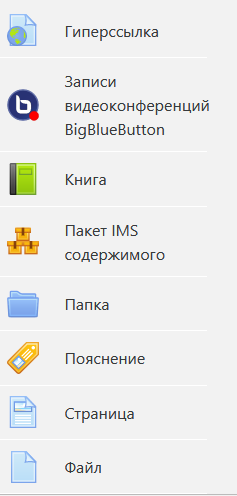 Гиперссылка
Записи
видеоконференций
BigBlueButton
Книга
Пакет IMS
содержимого
Папка
Пояснение
Страница
Файл